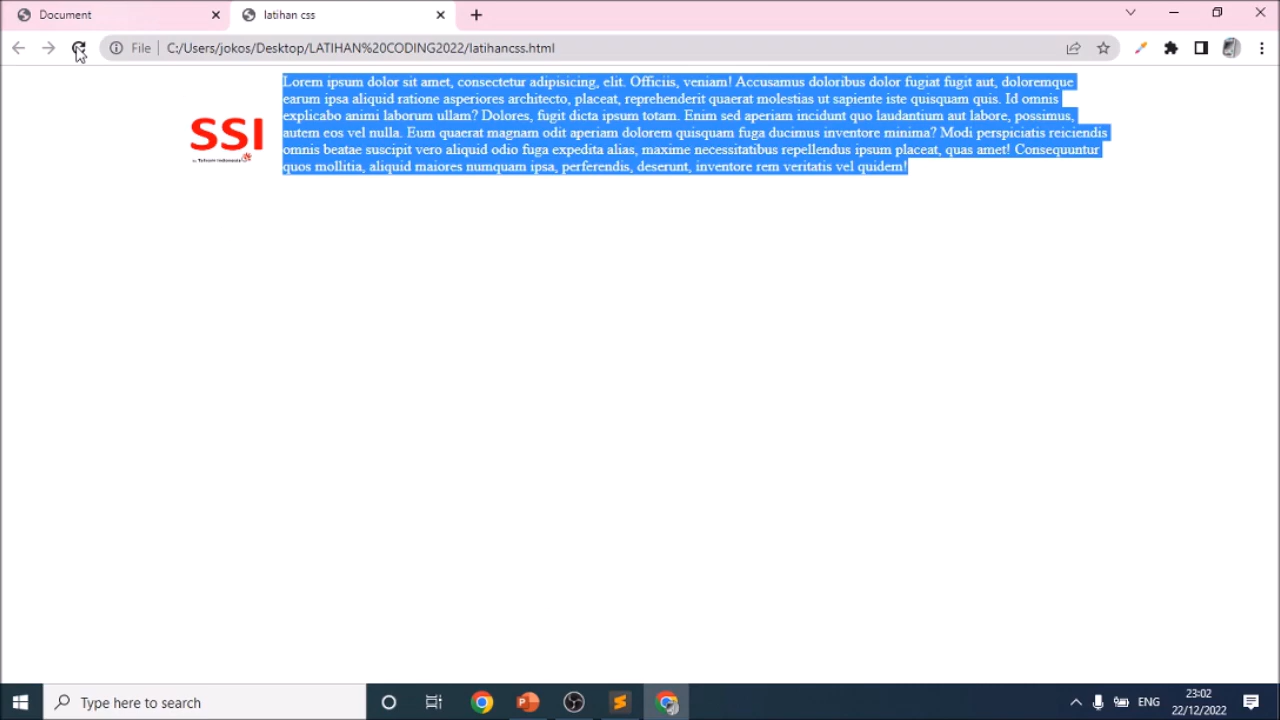 Document
latihan css
File
C:/Users/jokos/Desktop/LATIHAN%20CODING2022/latihancss.html
Lorem ipsum dolor sit amet, consectetur adipisicing, elit. Officiis, veniam! Accusamus doloribus dolor fugiat fugit aut, doloremque
earum ipsa aliquid ratione asperiores architecto, placeat, reprehenderit quaerat molestias ut sapiente iste quisquam quis. Id omnis
explicabo animi laborum ullam? Dolores, fugit dicta ipsum totam. Enim sed aperiam incidunt quo laudantium aut labore, possimus,
autem eos vel nulla. Eum quaerat magnam odit aperiam dolorem quisquam fuga ducimus inventore minima? Modi perspiciatis reiciendis
omnis beatae suscipit vero aliquid odio fuga expedita alias, maxime necessitatibus repellendus ipsum placeat, quas amet! Consequuntur
quos mollitia, aliquid maiores numquam ipsa, perferendis, deserunt, inventore rem veritatis vel quidem!
SSI
by Telkom Indonesia
Type here to search
ENG
23:02
22/12/2022